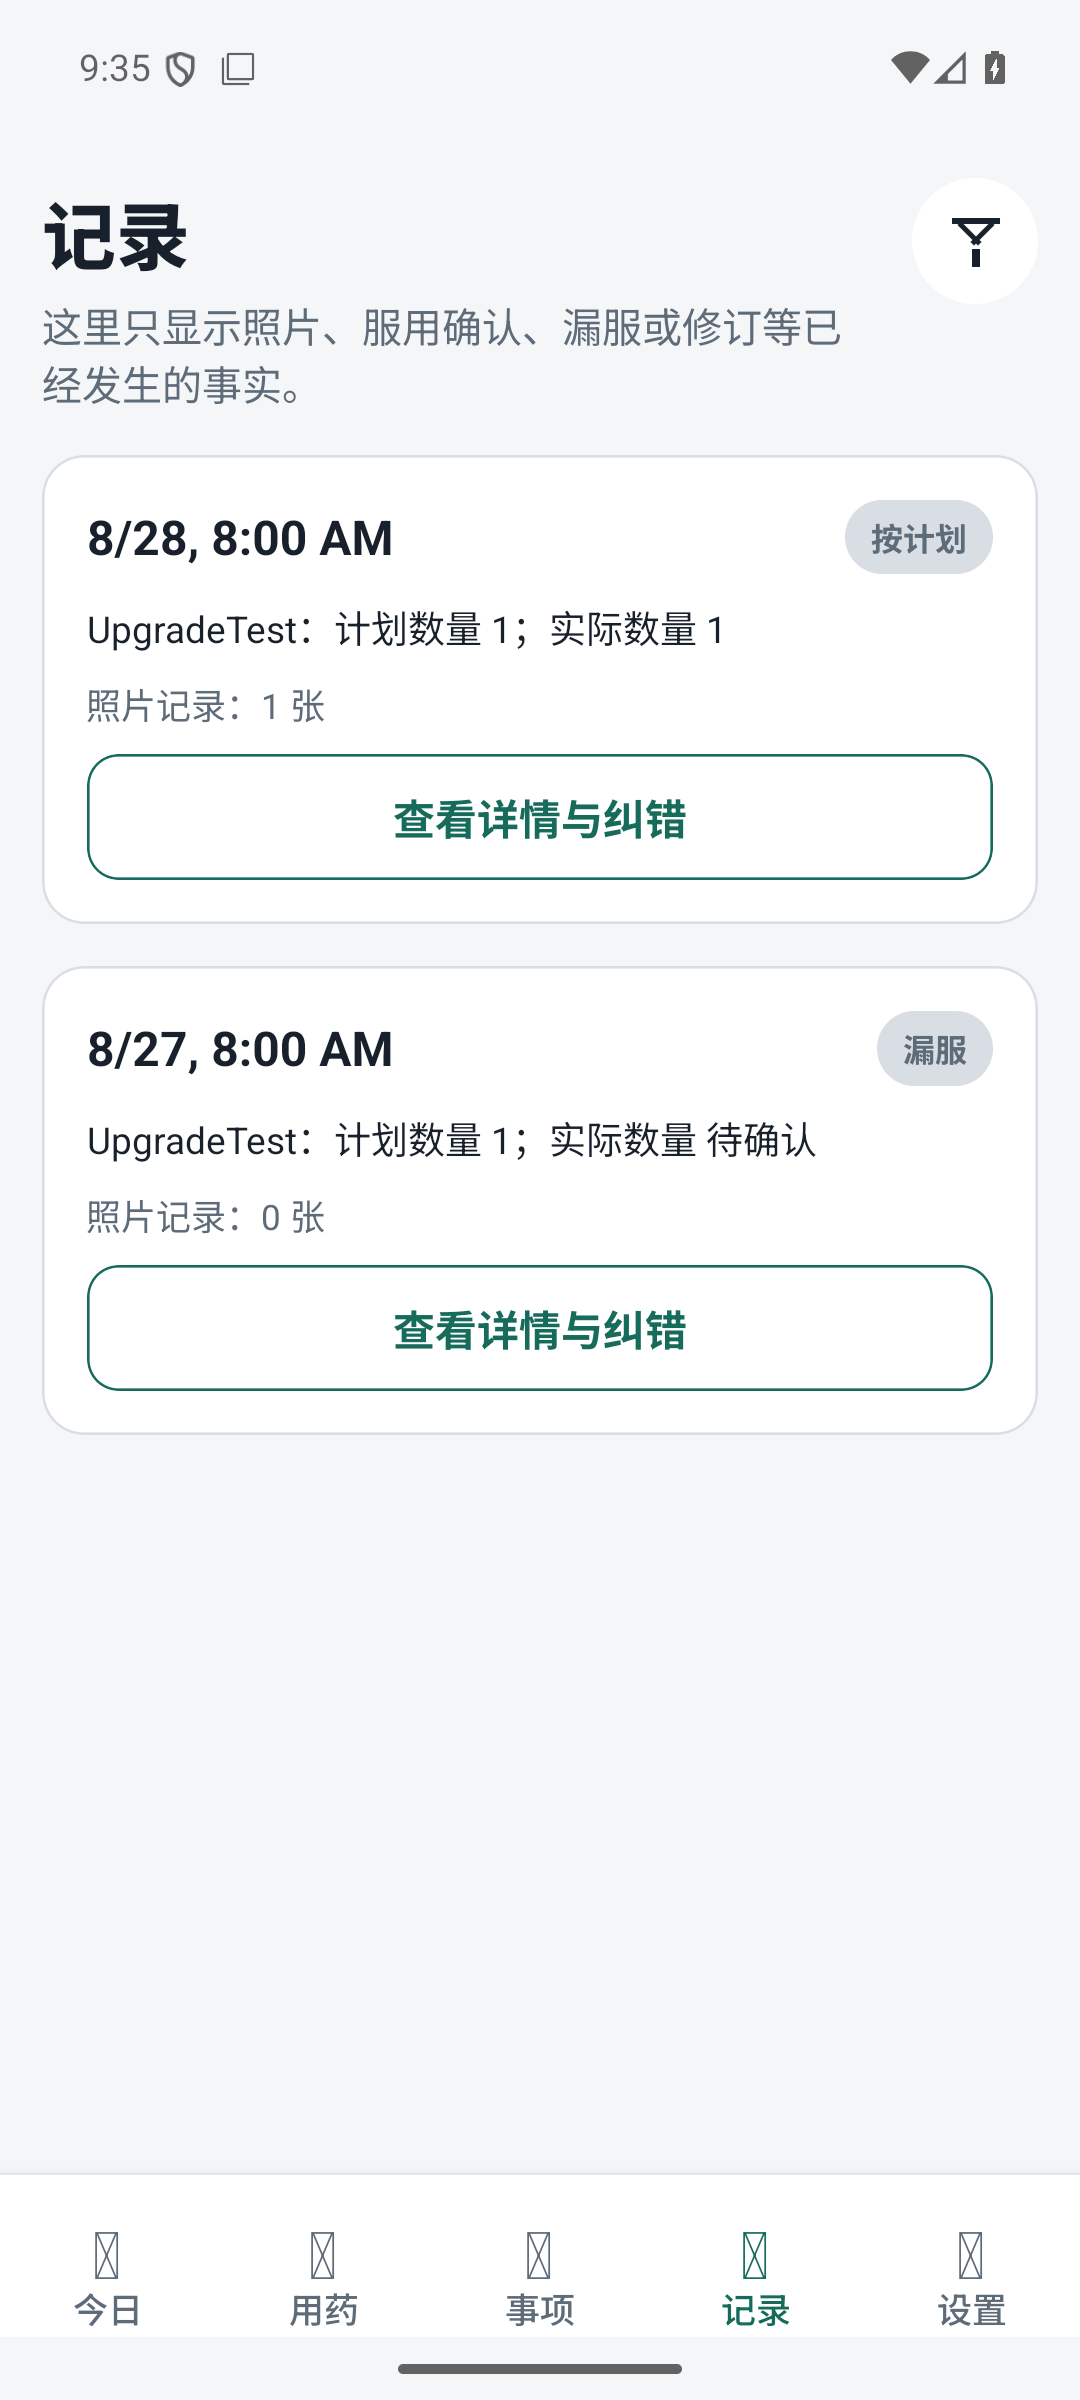 9:35
记录
这里只显示照片、服用确认、漏服或修订等已
经发生的事实。
8/28, 8:00 AM
按计划
UpgradeTest：计划数量 1；实际数量 1
照片记录：1 张
查看详情与纠错
8/27, 8:00 AM
漏服
UpgradeTest：计划数量 1；实际数量 待确认
照片记录：0 张
查看详情与纠错
今日
用药
事项
记录
设置